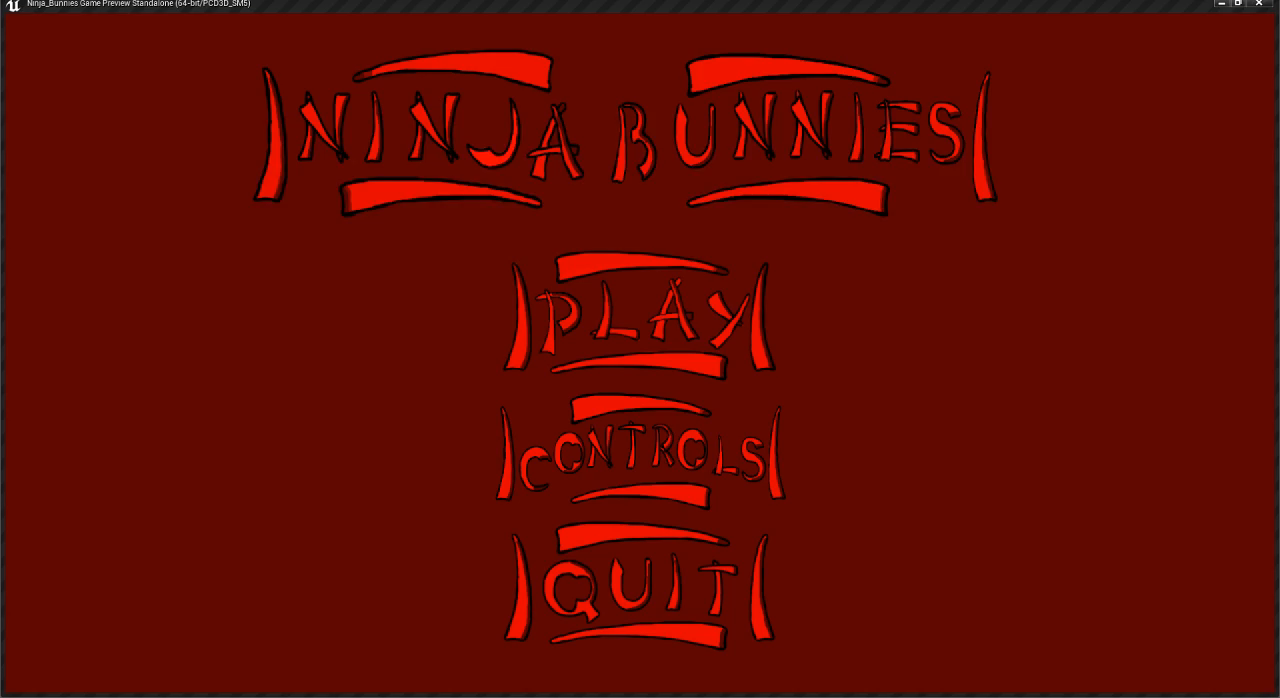 Ninja_Bunnies Game Preview Standalone (64-bit/PCD3D_SM5)
NINJA BUNNIES
PLAY
CONTROLS
QUIT